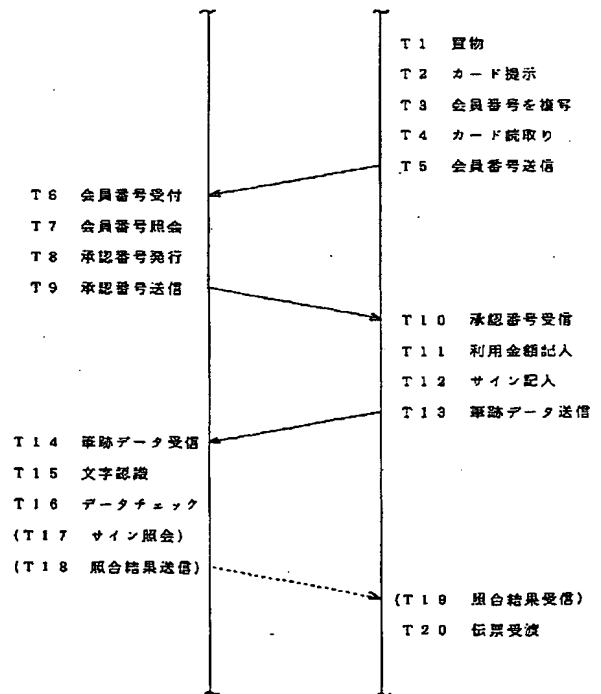 T1 買物
T2 カード提示
T3 会員番号を複写
T4 カード読取り
T5 会員番号送信
T6 会員番号受付
T7 会員番号照会
T8 承認番号発行
T9 承認番号送信
T10 承認番号受信
T11 利用金額記入
T12 サイン記入
T13 筆跡データ送信
T14 筆跡データ受信
T15 文字認識
T16 データチェック
(T17 サイン照会)
(T18 照合結果送信)
(T19 照合結果受信)
T20 伝票受渡